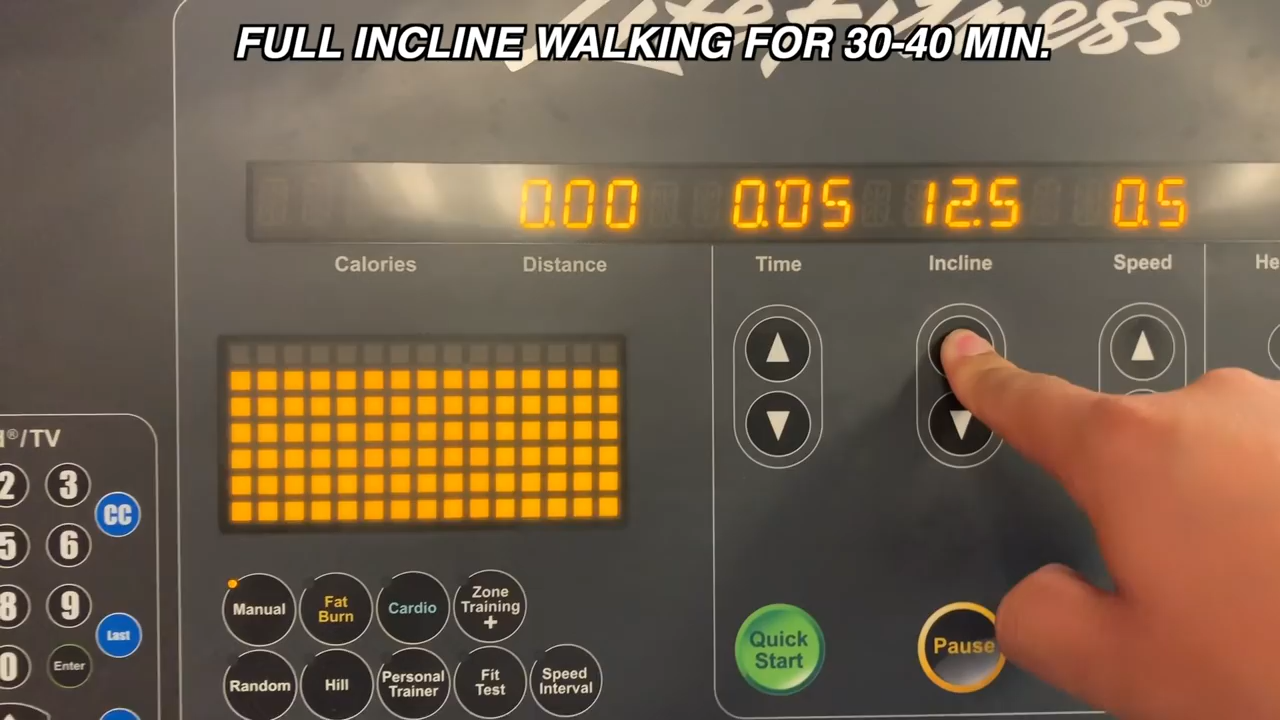 FULL INCLINE WALKING FOR 30-40 MIN.
LifeFitness®
0.00 0:05 12.5 0.5
Calories Distance Time Incline Speed He
®/TV
2 3 CC
5 6
8 9 Last
0 Enter
Manual Fat Burn Cardio Zone Training +
Random Hill Personal Trainer Fit Test Speed Interval
Quick Start
Pause